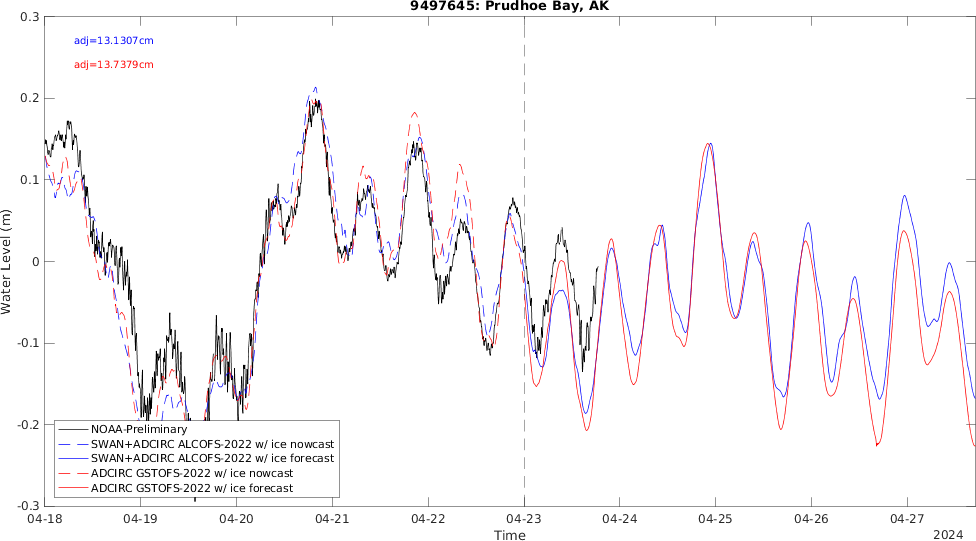 9497645: Prudhoe Bay, AK
0.3
adj=13.1307cm
adj=13.7379cm
0.2
0.1
0
-0.1
-0.2
-0.3
Water Level (m)
NOAA-Preliminary
SWAN+ADCIRC ALCOFS-2022 w/ ice nowcast
SWAN+ADCIRC ALCOFS-2022 w/ ice forecast
ADCIRC GSTOFS-2022 w/ ice nowcast
ADCIRC GSTOFS-2022 w/ ice forecast
04-18 04-19 04-20 04-21 04-22 04-23 04-24 04-25 04-26 04-27
Time
2024